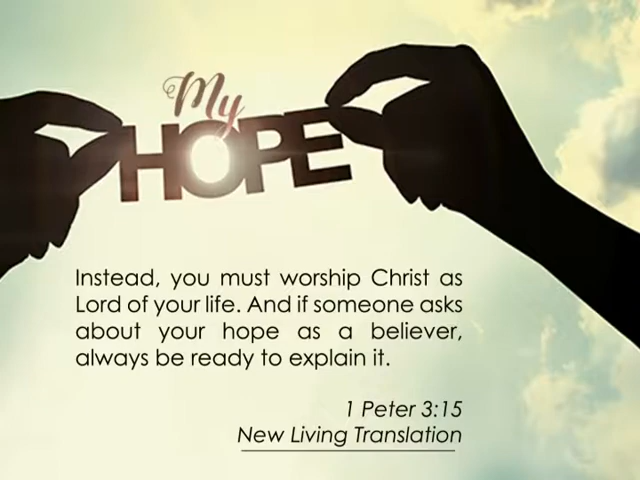 My
HOPE
Instead, you must worship Christ as
Lord of your life. And if someone asks
about your hope as a believer,
always be ready to explain it.
1 Peter 3:15
New Living Translation